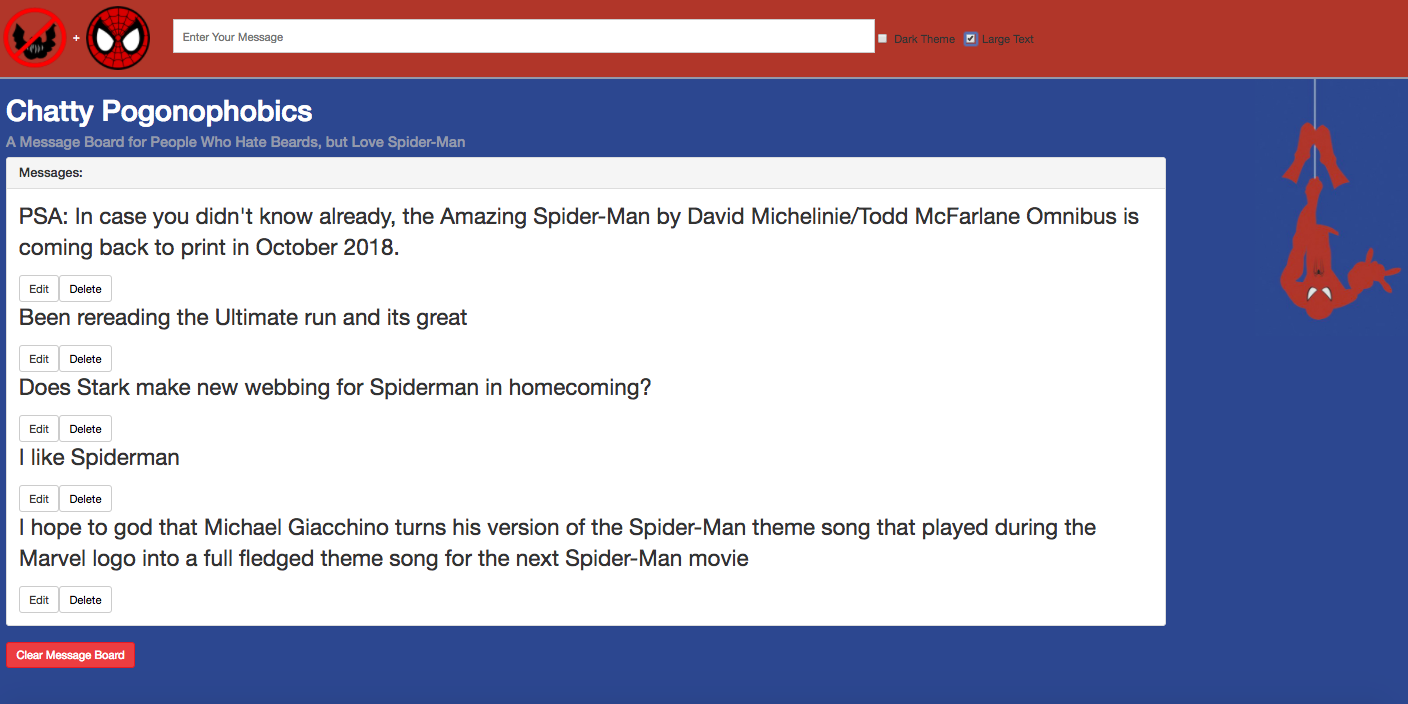 +
Enter Your Message
Dark Theme Large Text
Chatty Pogonophobics
A Message Board for People Who Hate Beards, but Love Spider-Man
Messages:
PSA: In case you didn't know already, the Amazing Spider-Man by David Michelinie/Todd McFarlane Omnibus is
coming back to print in October 2018.
Edit Delete
Been rereading the Ultimate run and its great
Edit Delete
Does Stark make new webbing for Spiderman in homecoming?
Edit Delete
I like Spiderman
Edit Delete
I hope to god that Michael Giacchino turns his version of the Spider-Man theme song that played during the
Marvel logo into a full fledged theme song for the next Spider-Man movie
Edit Delete
Clear Message Board